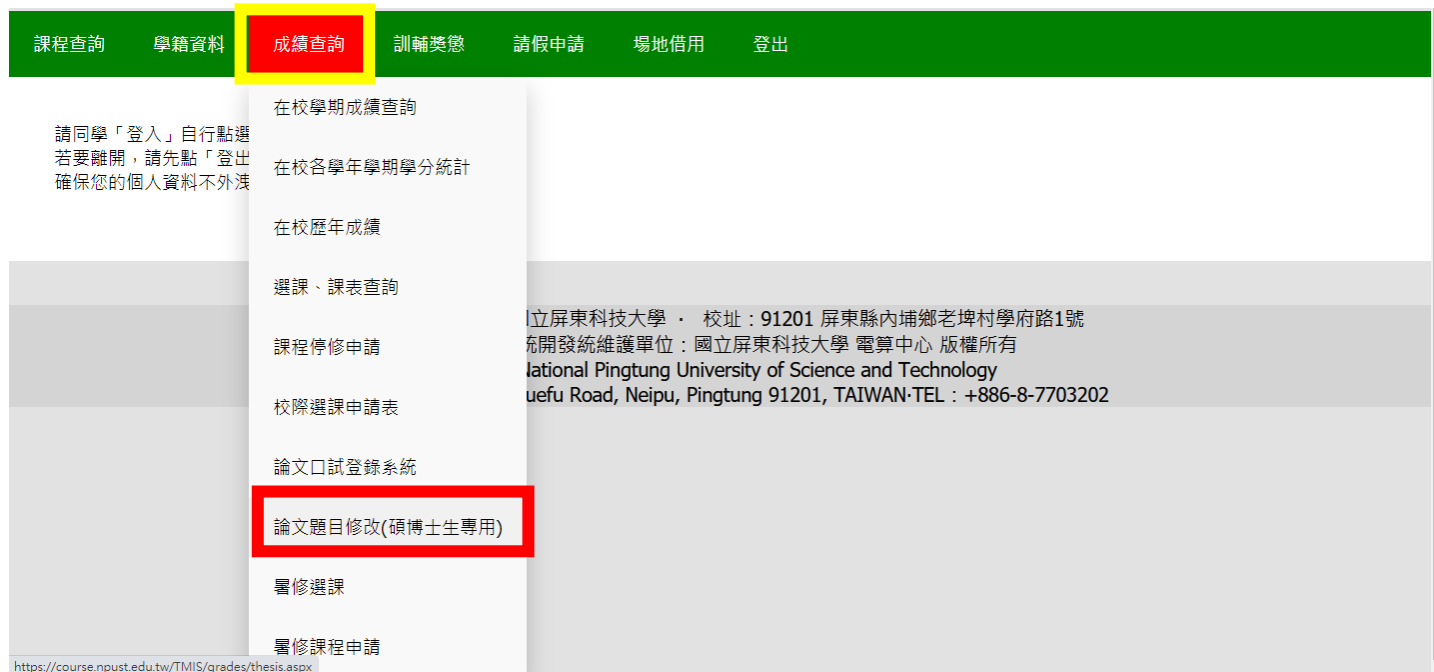 課程查詢 學籍資料 成績查詢 訓輔獎懲 請假申請 場地借用 登出
請同學「登入」自行點選
若要離開，請先點「登出
確保您的個人資料不外洩
在校學期成績查詢
在校各學年學期學分統計
在校歷年成績
選課、課表查詢
課程停修申請
校際選課申請表
論文口試登錄系統
論文題目修改(碩博士生專用)
暑修選課
暑修課程申請
立屏東科技大學 ‧ 校址：91201 屏東縣內埔鄉老埤村學府路1號
統開發統維護單位：國立屏東科技大學 電算中心 版權所有
National Pingtung University of Science and Technology
uefu Road, Neipu, Pingtung 91201, TAIWAN‧TEL：+886-8-7703202
https://course.npust.edu.tw/TMIS/grades/thesis.aspx